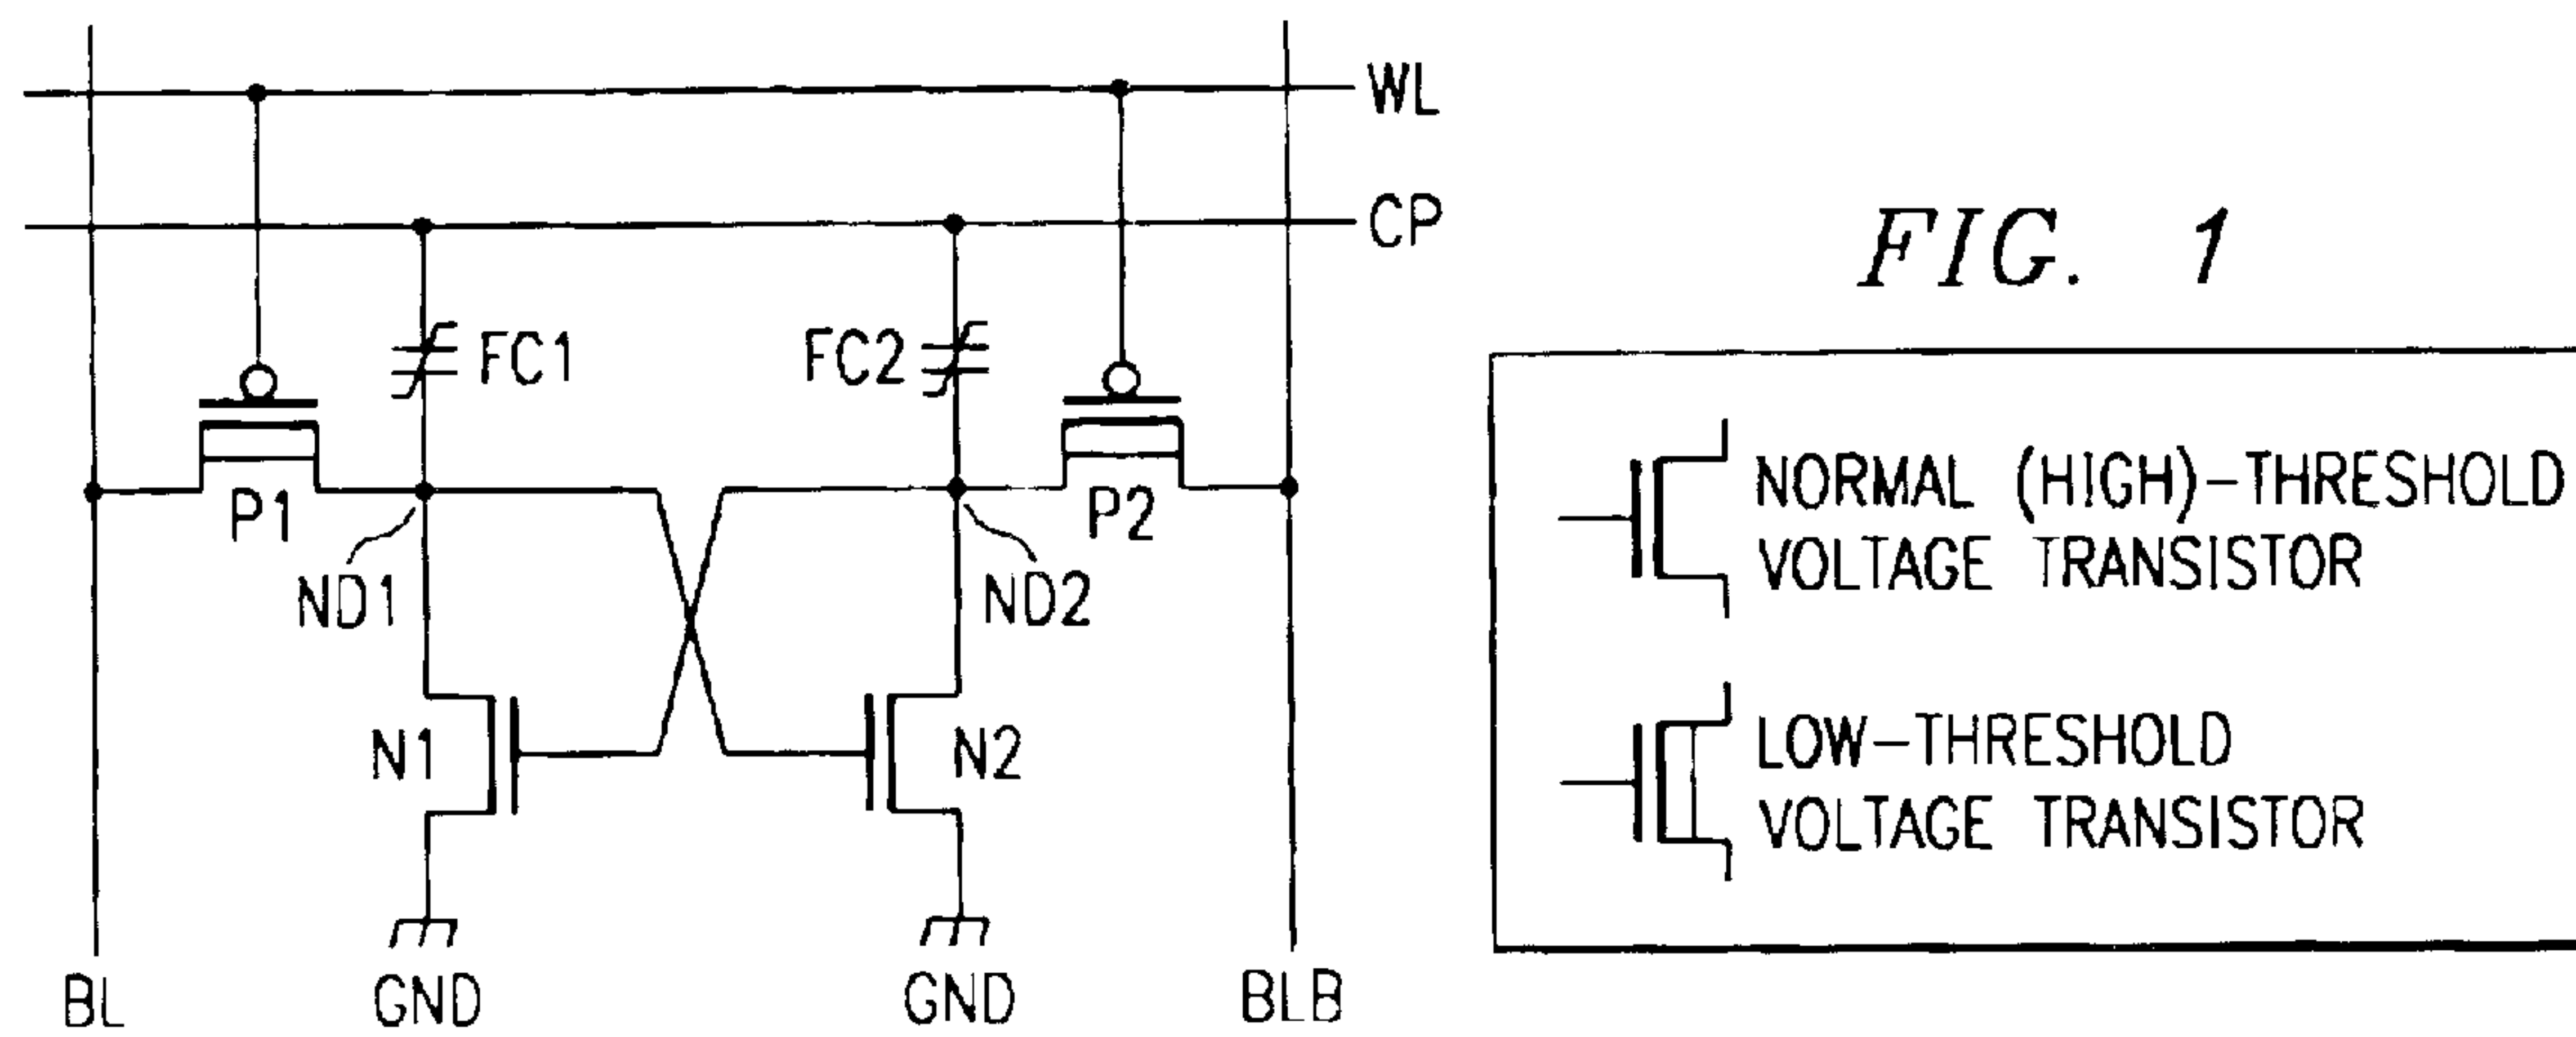 WL
CP
FIG. 1
FC1
FC2
P1
P2
ND1
ND2
N1
N2
GND
GND
BL
BLB
NORMAL (HIGH)-THRESHOLD
VOLTAGE TRANSISTOR
LOW-THRESHOLD
VOLTAGE TRANSISTOR